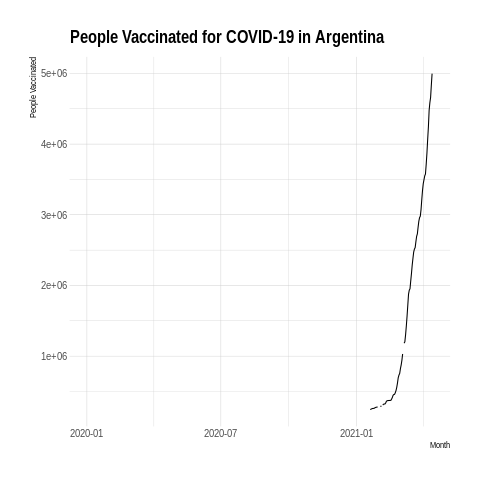 People Vaccinated for COVID-19 in Argentina
People Vaccinated
5e+06
4e+06
3e+06
2e+06
1e+06
2020-01
2020-07
2021-01
Month